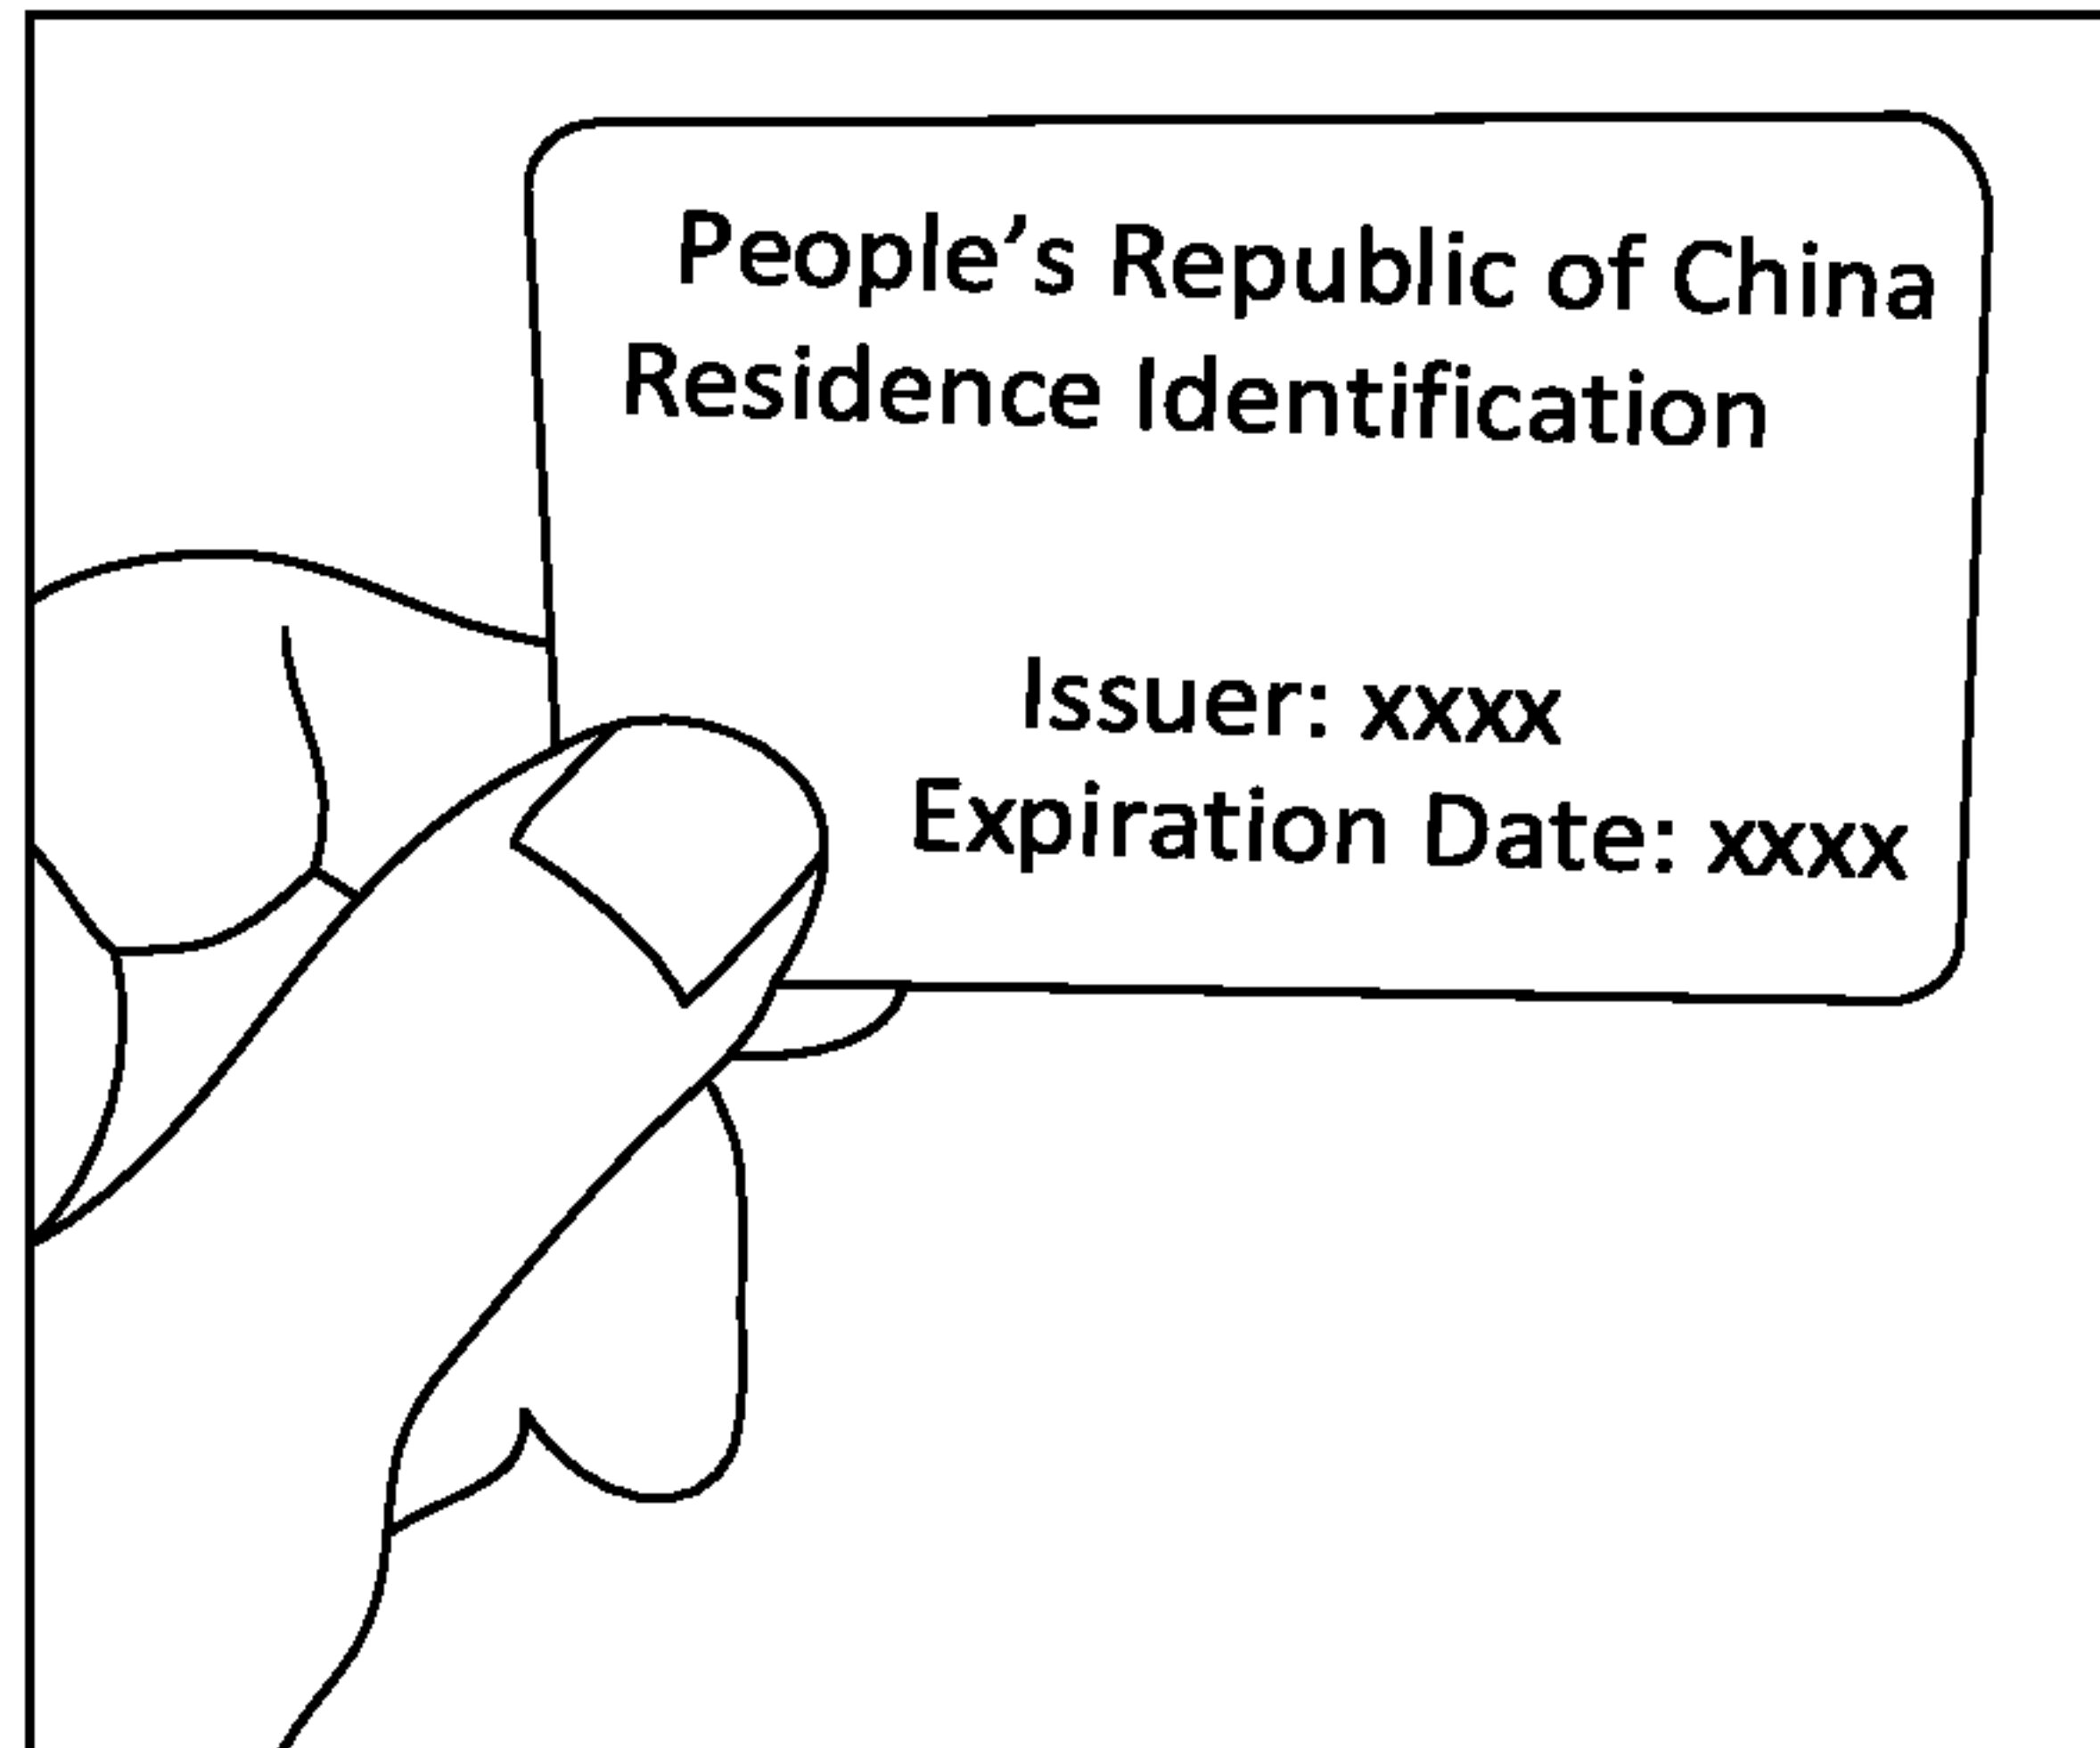 People’s Republic of China
Residence Identification
Issuer: xxxx
Expiration Date: xxxx